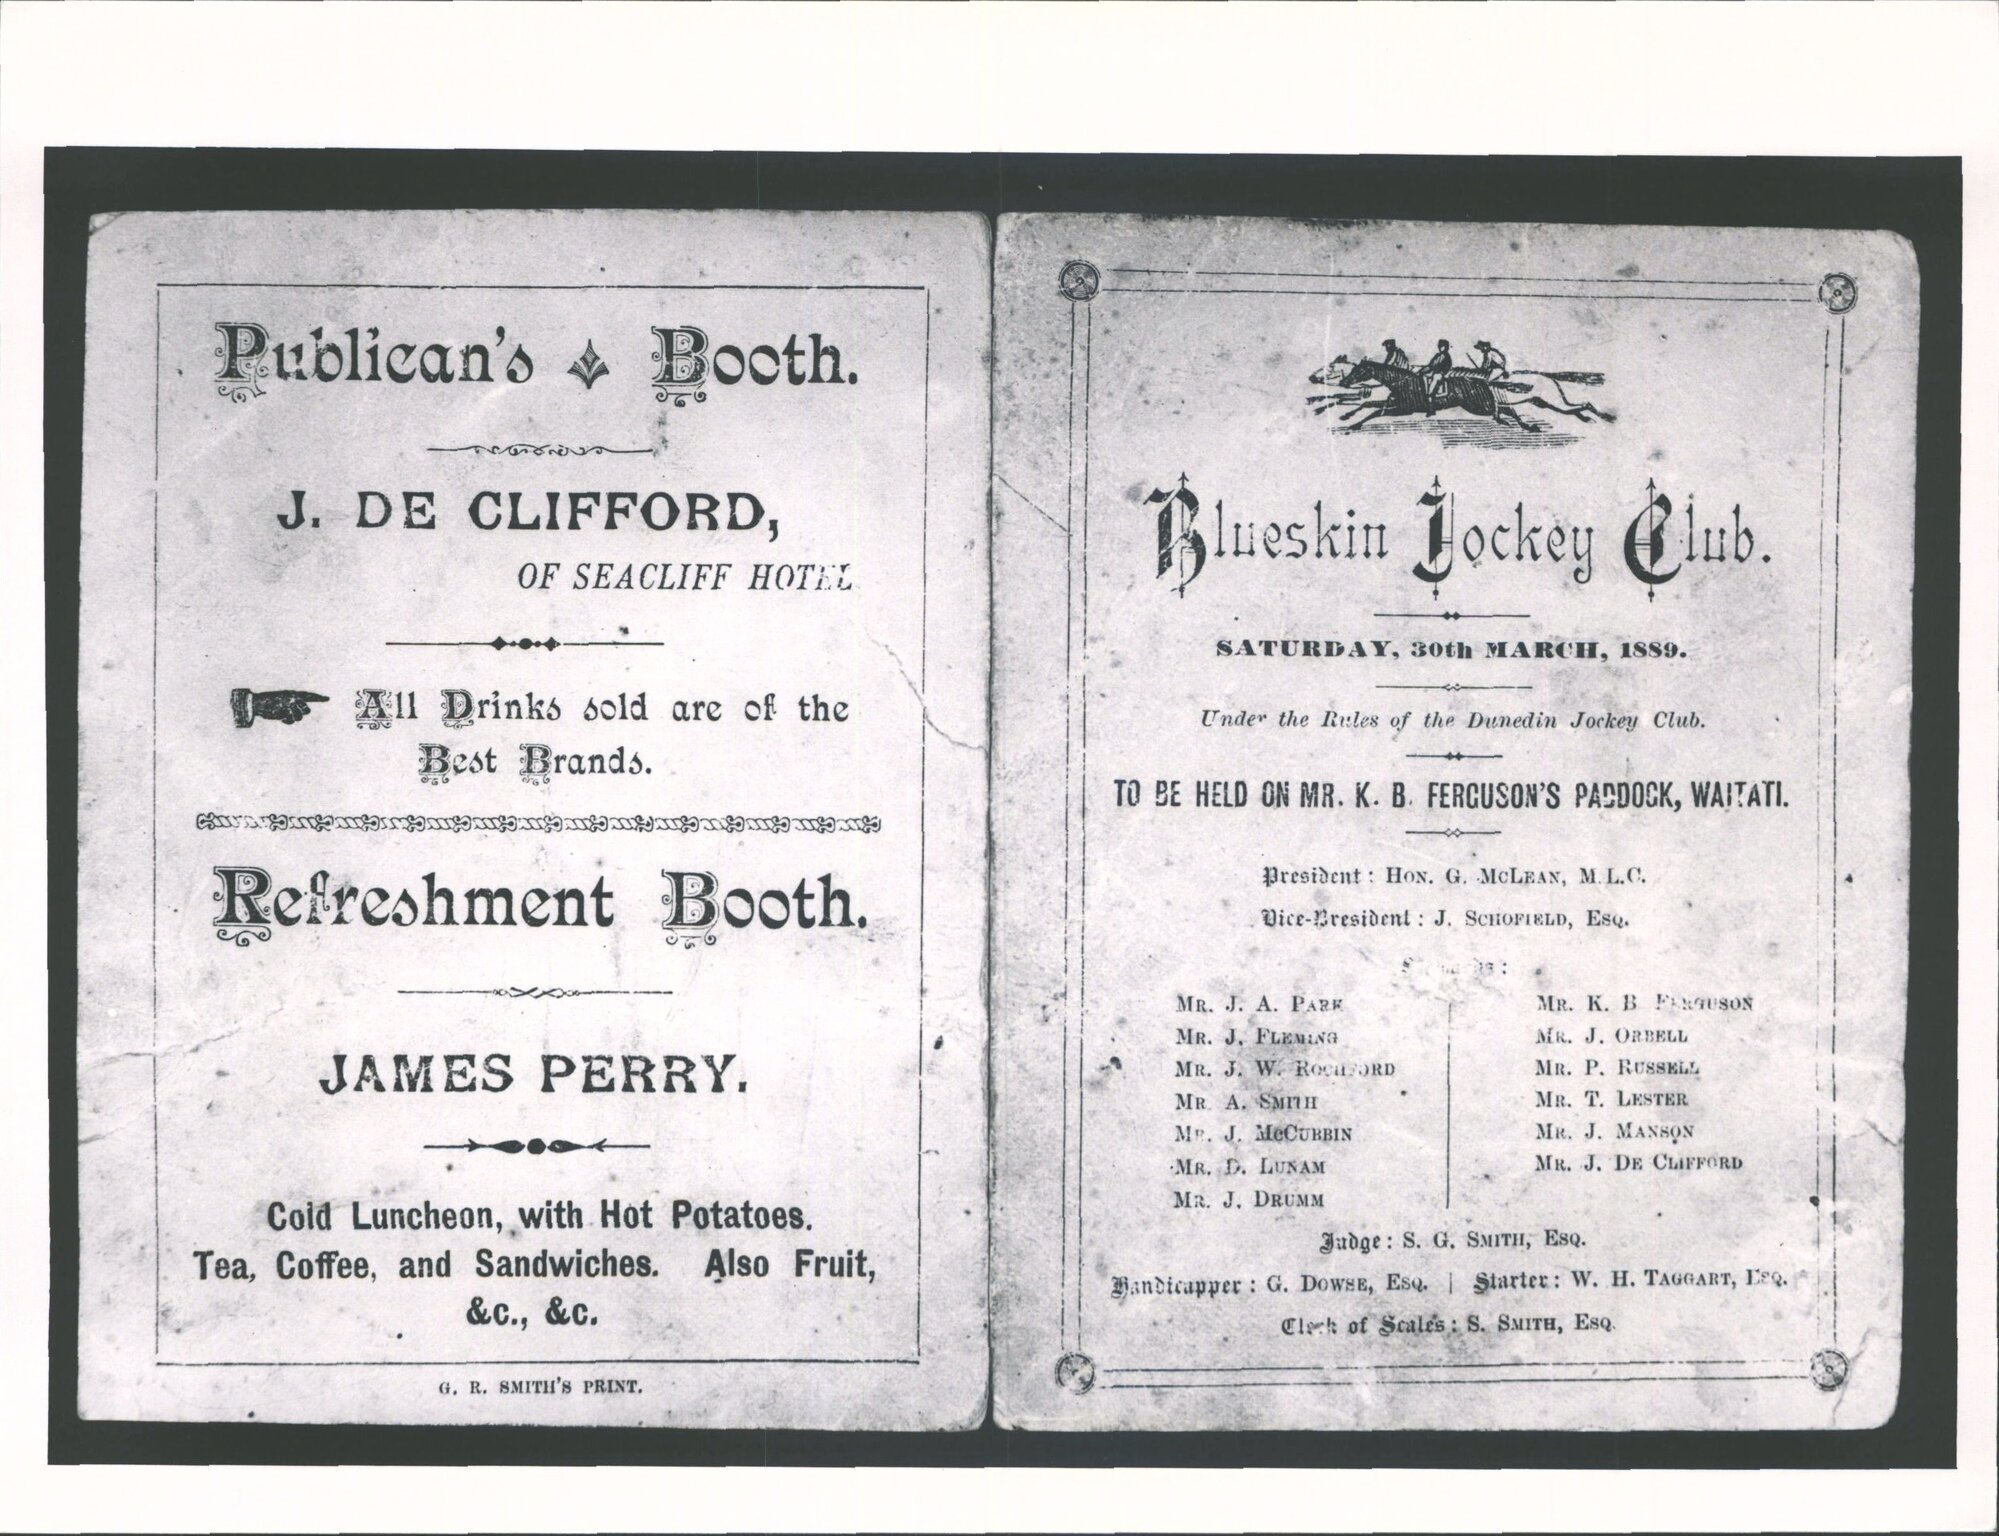 Publican's Booth.
J. DE CLIFFORD,
OF SEACLIFF HOTEL
All Drinks sold are of the
Best Brands.
Refreshment Booth.
JAMES PERRY.
Cold Luncheon, with Hot Potatoes.
Tea, Coffee, and Sandwiches. Also Fruit,
&c., &c.
G. R. SMITH'S PRINT.
Blueskin Jockey Club.
SATURDAY, 30th MARCH, 1889.
Under the Rules of the Dunedin Jockey Club.
TO BE HELD ON MR. K. B. FERGUSON'S PADDOCK, WAITATI.
President: HON. G. MCLEAN, M.L.C.
Vice-President: J. SCHOFIELD, ESQ.
MR. J. A. PARK
MR. J. FLEMING
MR. J. W. ROCHFORD
MR. A. SMITH
MR. J. MCCUBBIN
MR. D. LUNAM
MR. J. DRUMM
MR. K. B FERGUSON
MR. J. ORBELL
MR. P. RUSSELL
MR. T. LESTER
MR. J. MANSON
MR. J. DE CLIFFORD
Judge: S. G. SMITH, ESQ.
Handicapper: G. DOWSE, ESQ. | Starter: W. H. TAGGART, ESQ.
Clerk of Scales: S. SMITH, ESQ.